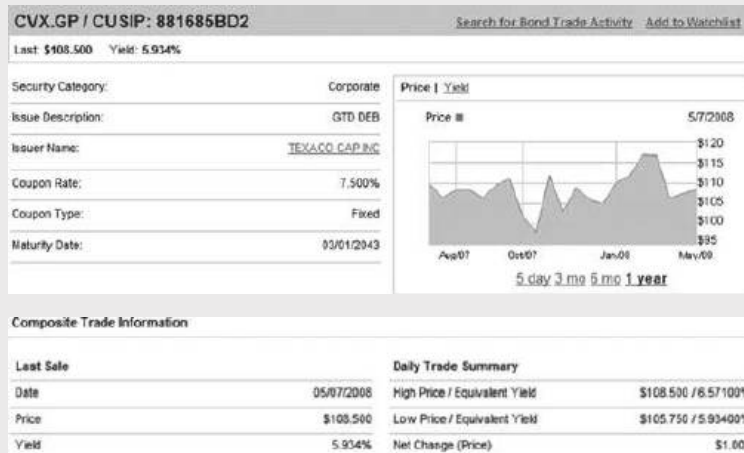 CVX.GP / CUSIP: 881685BD2
Search for Bond Trade Activity Add to Watchlist
Last: $108.500 Yield: 5.934%
Security Category: Corporate
Issue Description: GTD DEB
Issuer Name: TEXACO CAP INC
Coupon Rate: 7.500%
Coupon Type: Fixed
Maturity Date: 03/01/2043
Price | Yield
Price 5/7/2008
$120
$115
$110
$105
$100
$95
Aug/07 Oct/07 Jan/08 May/08
5 day 3 mo 6 mo 1 year
Composite Trade Information
Last Sale
Date 05/07/2008
Price $108.500
Yield 5.934%
Daily Trade Summary
High Price / Equivalent Yield $108.500 / 6.57100%
Low Price / Equivalent Yield $105.750 / 5.93400%
Net Change (Price) $1.00